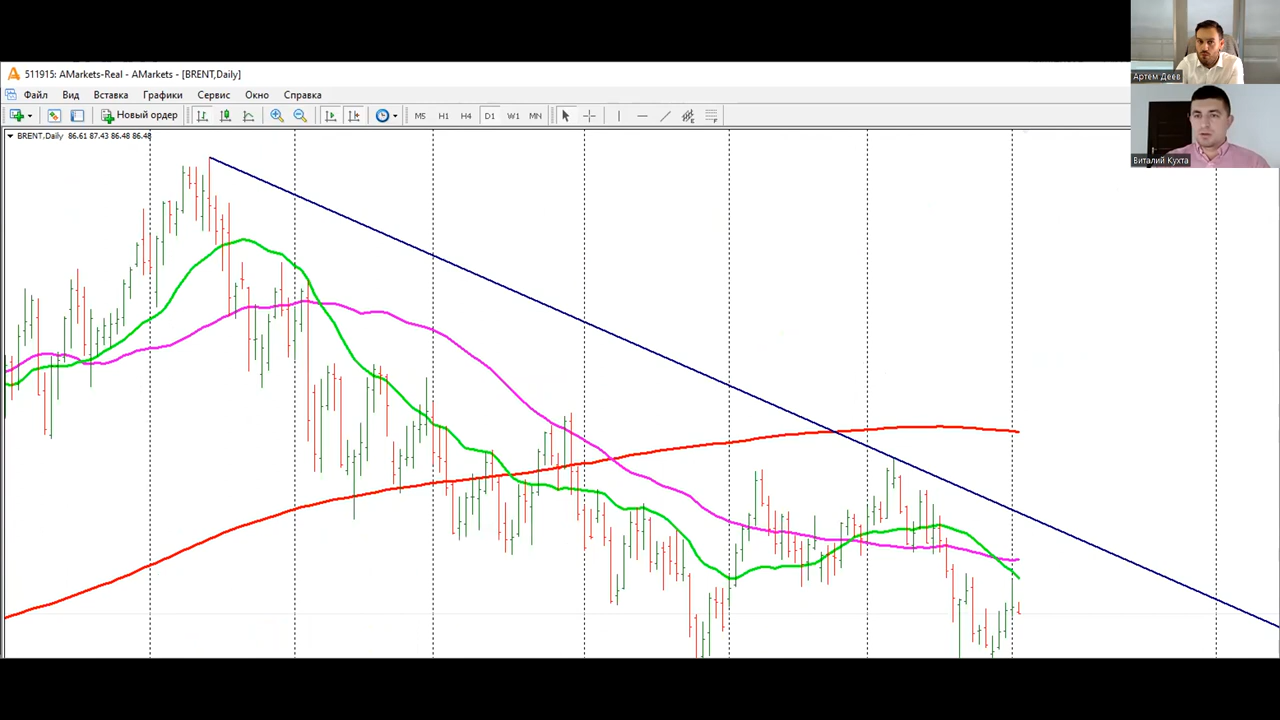 511915: AMarkets-Real - AMarkets - [BRENT,Daily]
Файл Вид Вставка Графики Сервис Окно Справка
Новый ордер M5 H1 H4 D1 W1 MN
BRENT,Daily 86.61 87.43 86.48 86.48
Артем Деев
Виталий Кухта